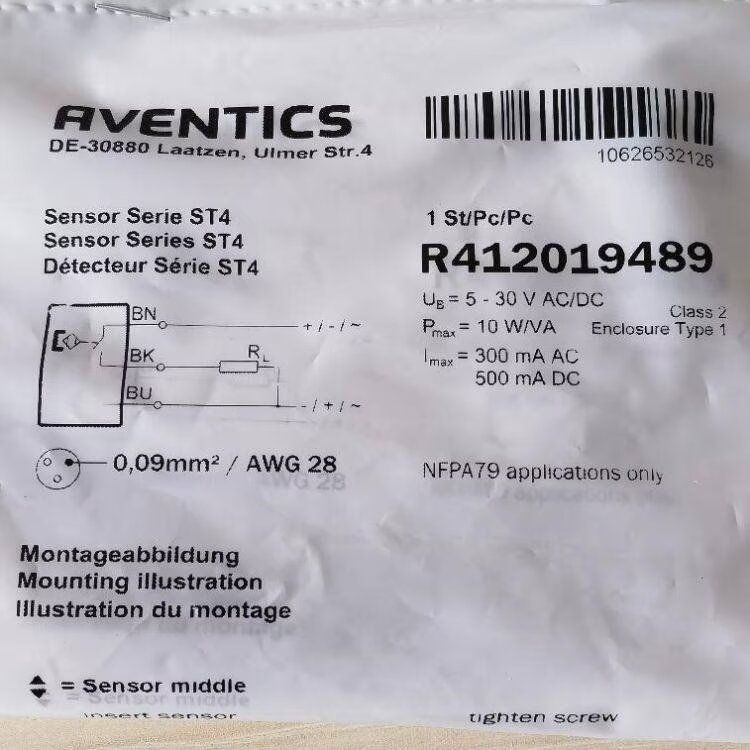 AVENTICS
DE-30880 Laatzen, Ulmer Str.4
10626532126
Sensor Serie ST4
Sensor Series ST4
Détecteur Série ST4
1 St/Pc/Pc
R412019489
UB = 5 - 30 V AC/DC
Pmax = 10 W/VA
Imax = 300 mA AC
500 mA DC
Class 2
Enclosure Type 1
BN
+ / - / ~
BK
RL
BU
- / + / ~
0,09mm² / AWG 28
NFPA79 applications only
Montageabbildung
Mounting illustration
Illustration du montage
= Sensor middle
insert sensor
tighten screw